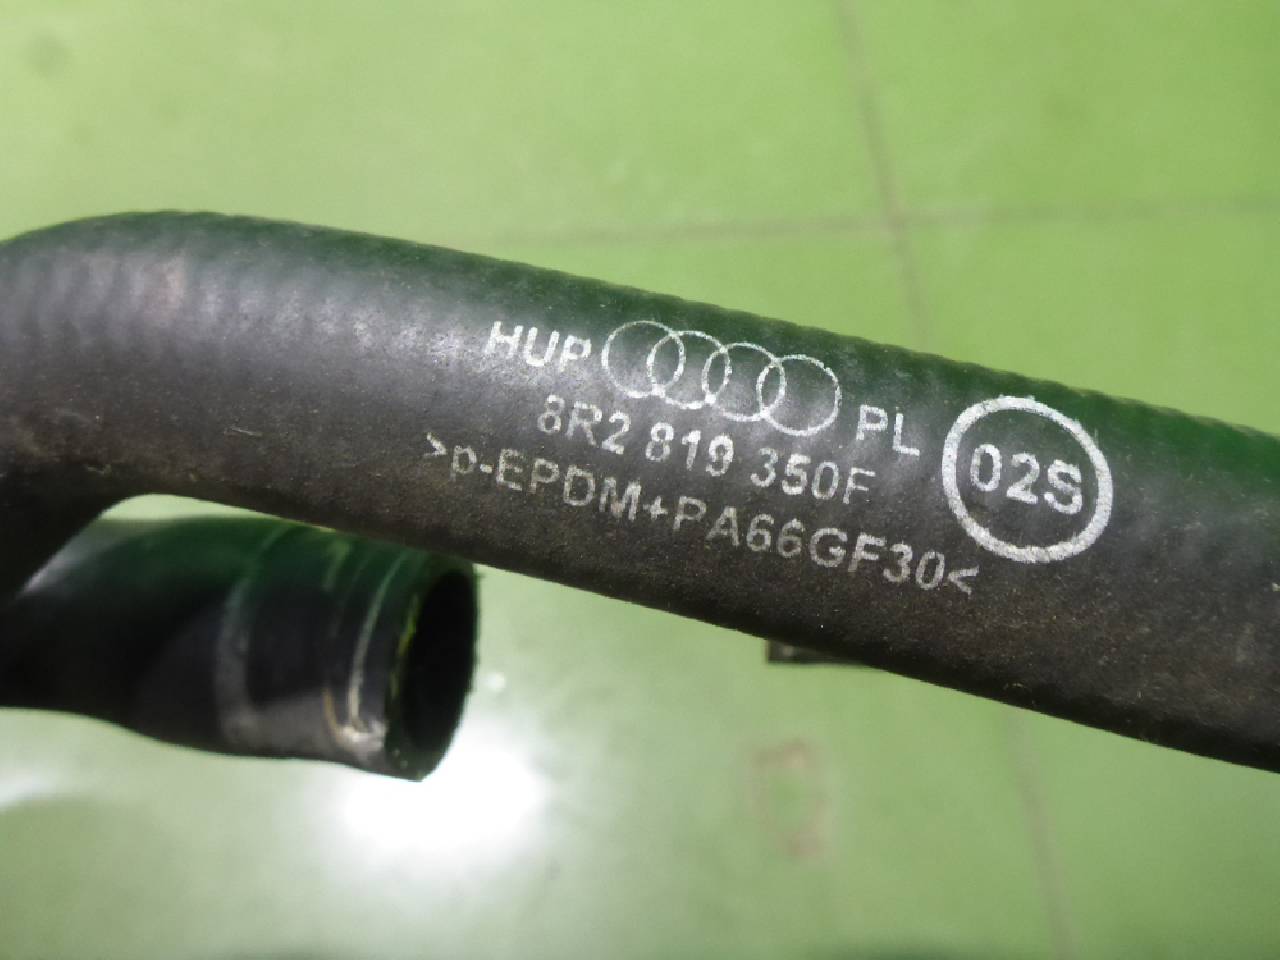 HUP PL 02S
8R2 819 350F
>p-EPDM+PA66GF30<